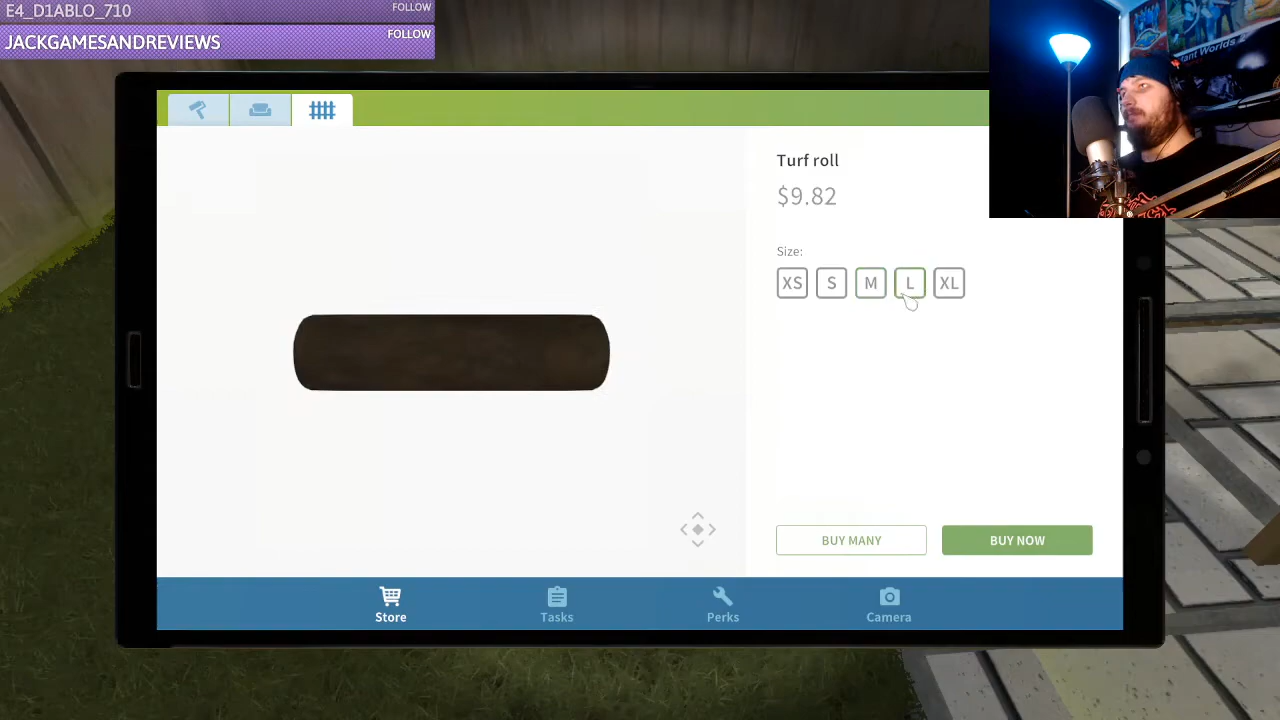 E4_D1ABLO_710 FOLLOW
JACKGAMESANDREVIEWS FOLLOW
Turf roll
$9.82
Size:
XS S M L XL
BUY MANY BUY NOW
Store Tasks Perks Camera